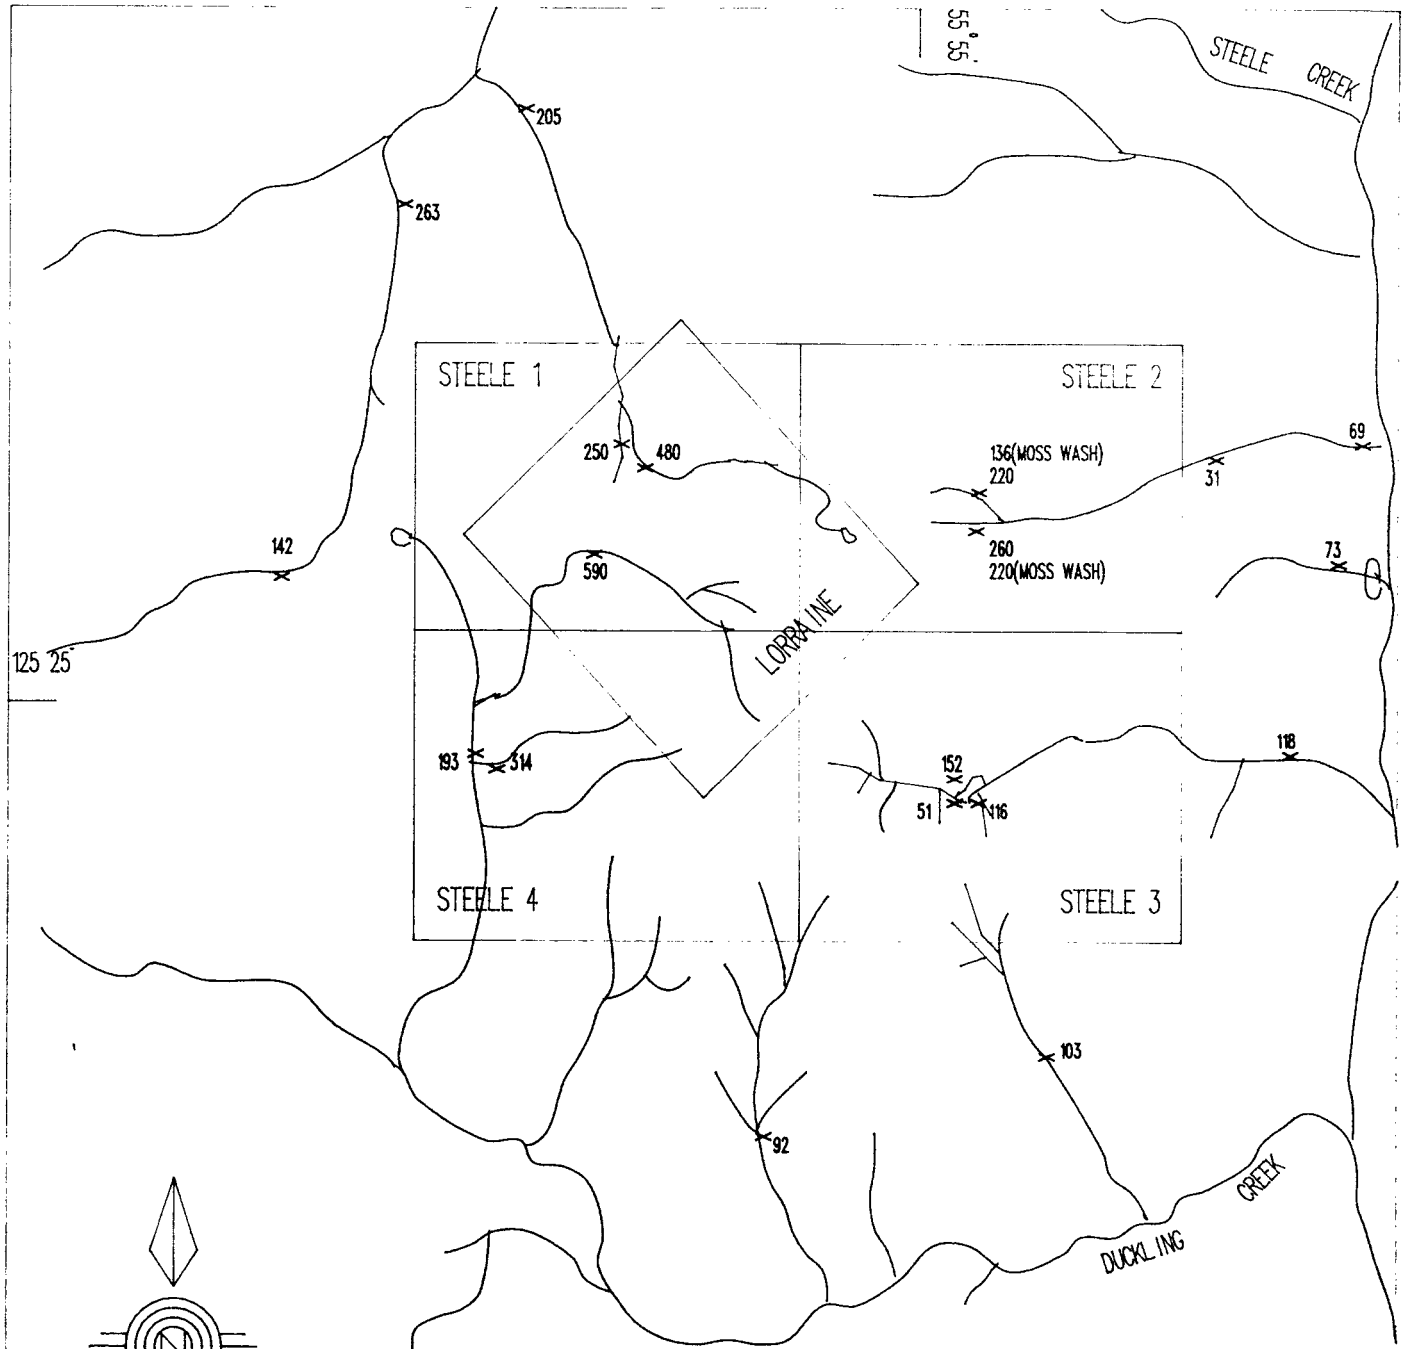 55° 55'
STEELE CREEK
205
263
STEELE 1
STEELE 2
69
250
480
136(MOSS WASH)
220
31
142
590
260
220(MOSS WASH)
73
LORRAINE
125 25'
193
314
152
118
51
116
STEELE 4
STEELE 3
103
92
DUCKLING CREEK
N